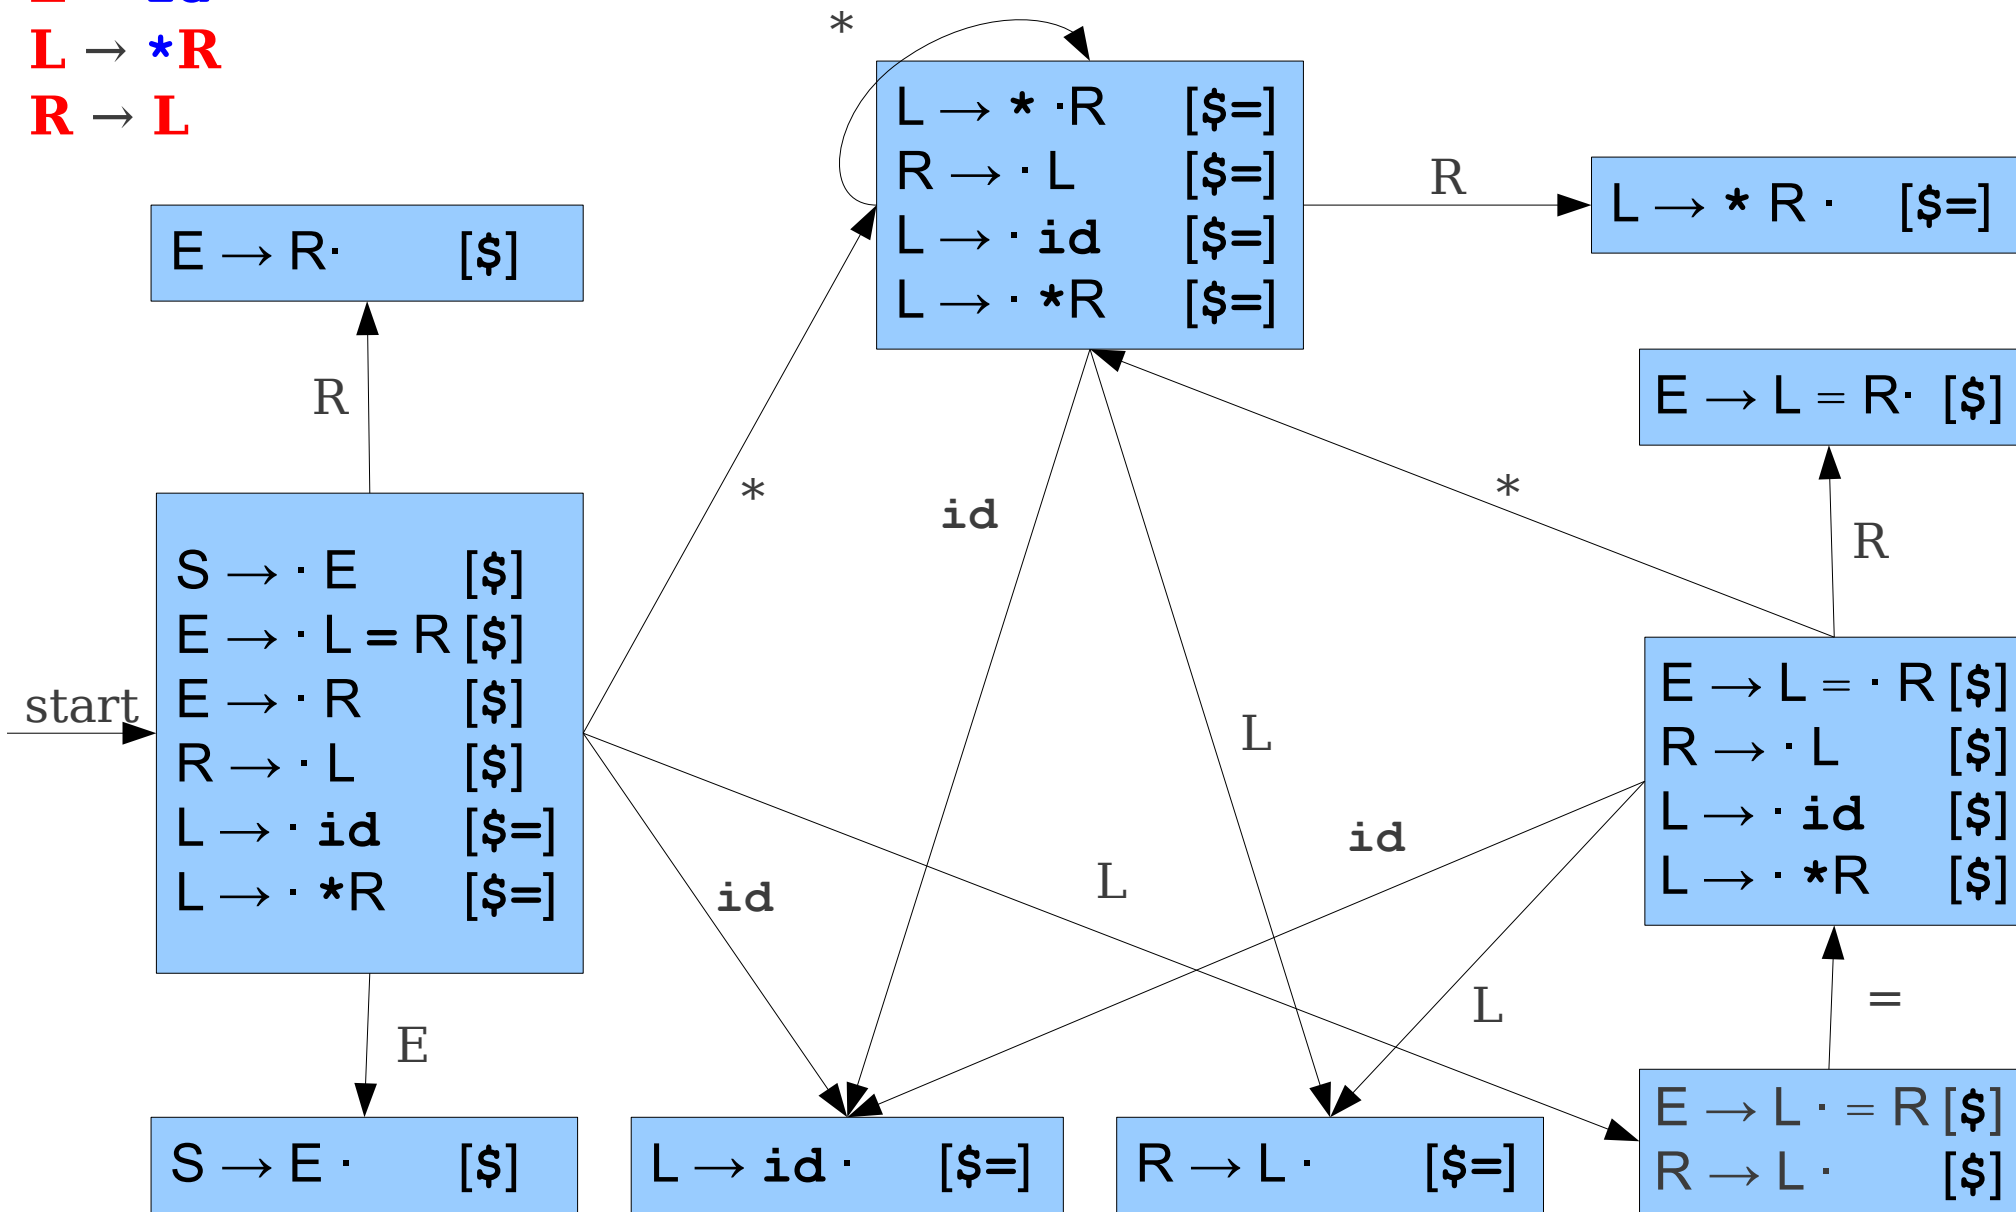 L → *R
R → L
*
L → * ·R [$=]
R → · L [$=]
L → · id [$=]
L → · *R [$=]
R
L → * R · [$=]
E → R· [$]
R
*
id
*
E → L = R· [$]
R
start
S → · E [$]
E → · L = R [$]
E → · R [$]
R → · L [$]
L → · id [$=]
L → · *R [$=]
L
id
id
L
L
E → L = · R [$]
R → · L [$]
L → · id [$]
L → · *R [$]
=
E
S → E · [$]
L → id · [$=]
R → L · [$=]
E → L · = R [$]
R → L · [$]